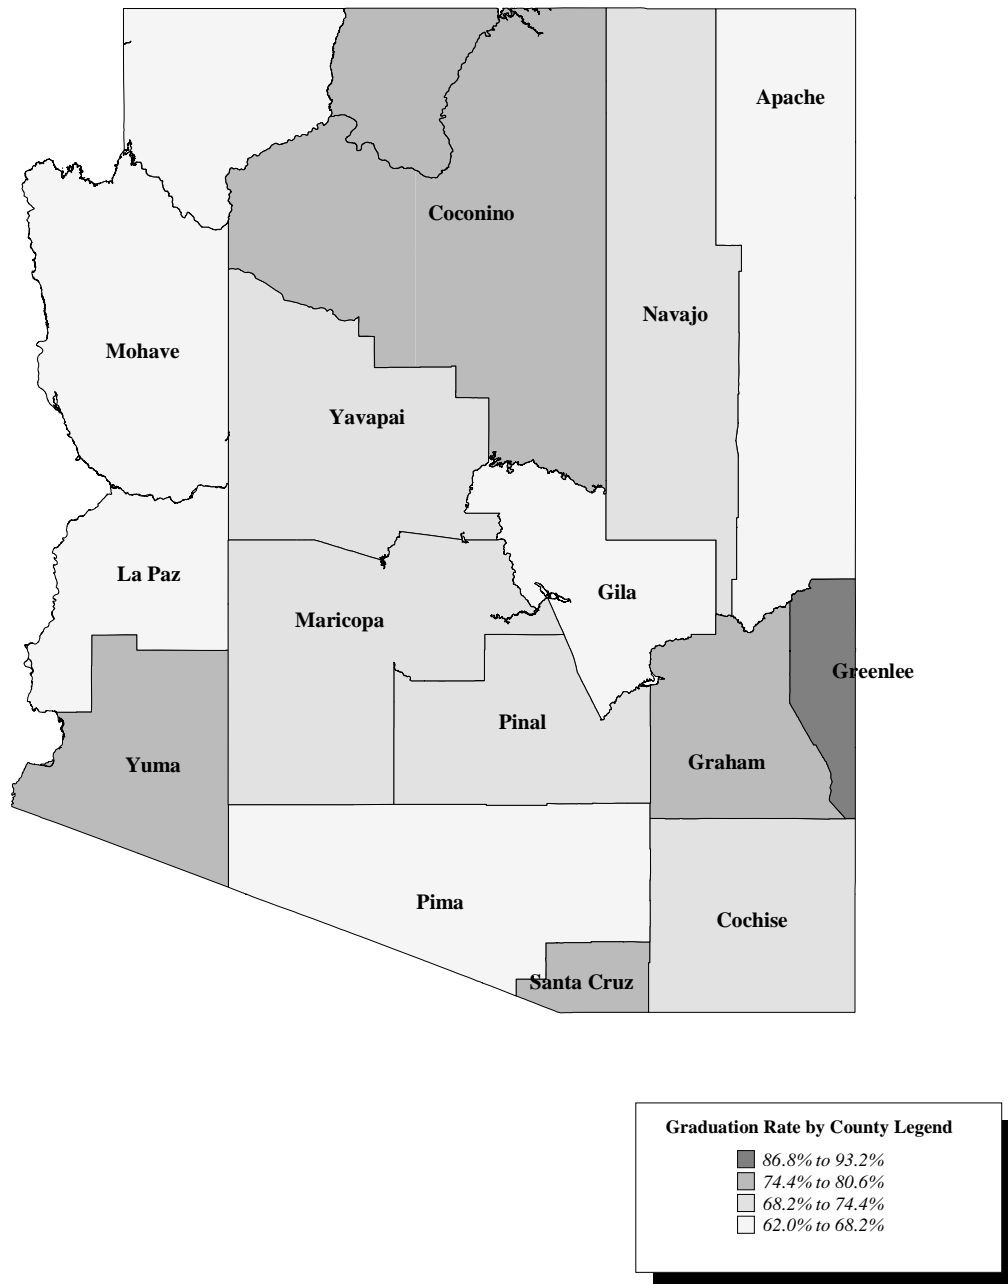 Apache
Coconino
Navajo
Mohave
Yavapai
La Paz
Gila
Maricopa
Greenlee
Pinal
Graham
Yuma
Pima
Cochise
Santa Cruz
Graduation Rate by County Legend
86.8% to 93.2%
74.4% to 80.6%
68.2% to 74.4%
62.0% to 68.2%